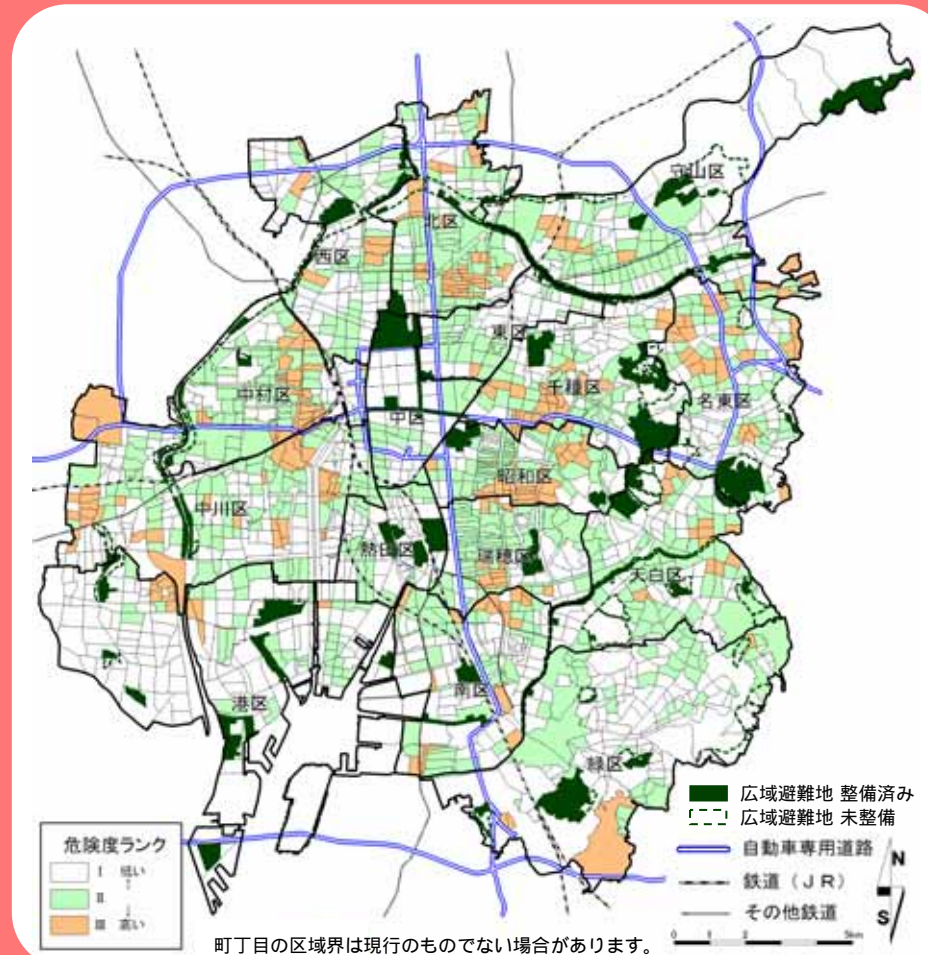 守山区
北区
西区
東区
千種区
中村区
名東区
中区
昭和区
中川区
熱田区
瑞穂区
天白区
港区
南区
緑区
広域避難地 整備済み
広域避難地 未整備
自動車専用道路
鉄道（JR）
その他鉄道
N
S
0 1 2 5km
危険度ランク
Ⅰ 低い
↑
Ⅱ
↓
Ⅲ 高い
町丁目の区域界は現行のものでない場合があります。